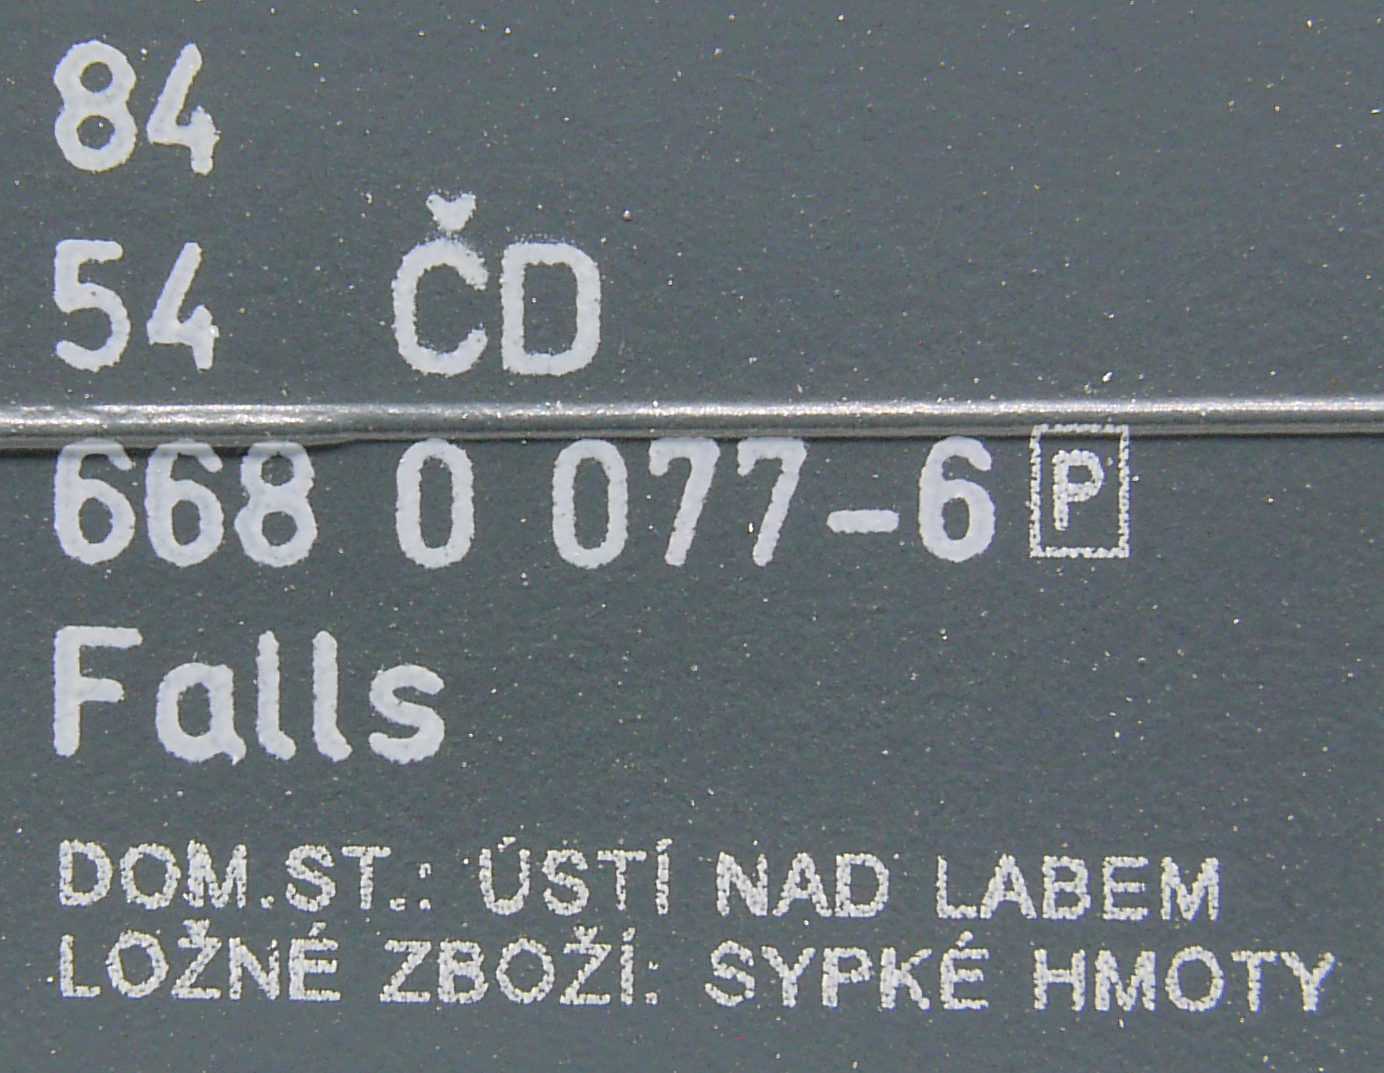 84
54 ČD
668 0 077-6 P
Falls
DOM.ST.: ÚSTÍ NAD LABEM
LOŽNÉ ZBOŽÍ: SYPKÉ HMOTY